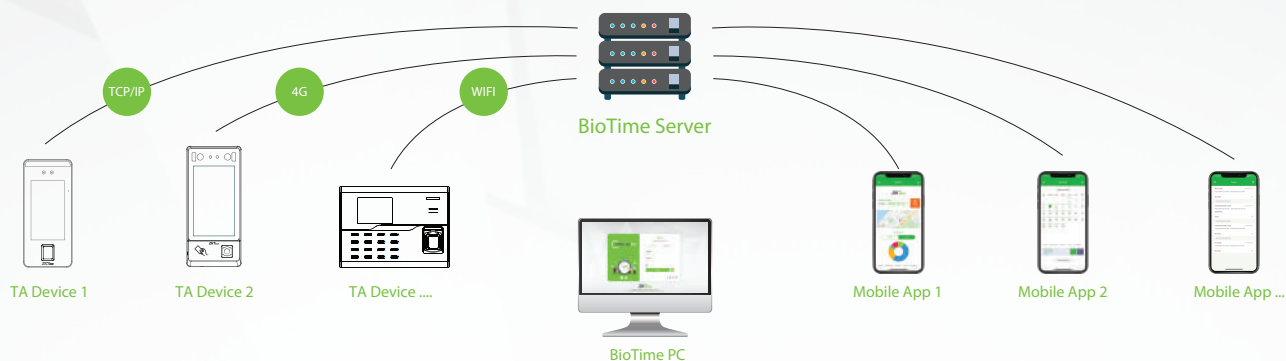 TCP/IP
4G
WIFI
BioTime Server
TA Device 1
TA Device 2
TA Device ....
Mobile App 1
Mobile App 2
Mobile App ...
BioTime PC